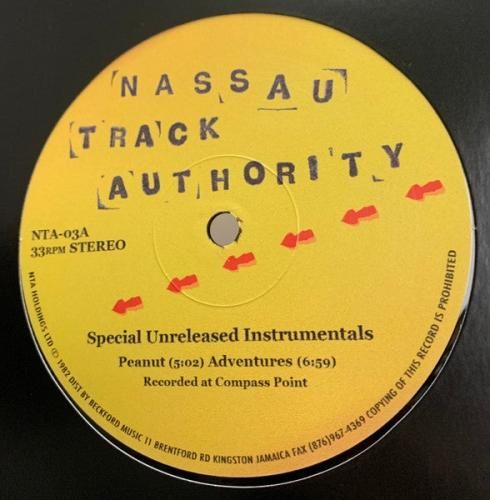 NASSAU
TRACK
AUTHORITY
NTA-03A
33RPM STEREO
Special Unreleased Instrumentals
Peanut (5:02) Adventures (6:59)
Recorded at Compass Point
NTA HOLDINGS LTD © 1982 DIST BY BECKFORD MUSIC 11 BRENTFORD RD KINGSTON JAMAICA FAX (876)967-4369 COPYING OF THIS RECORD IS PROHIBITED